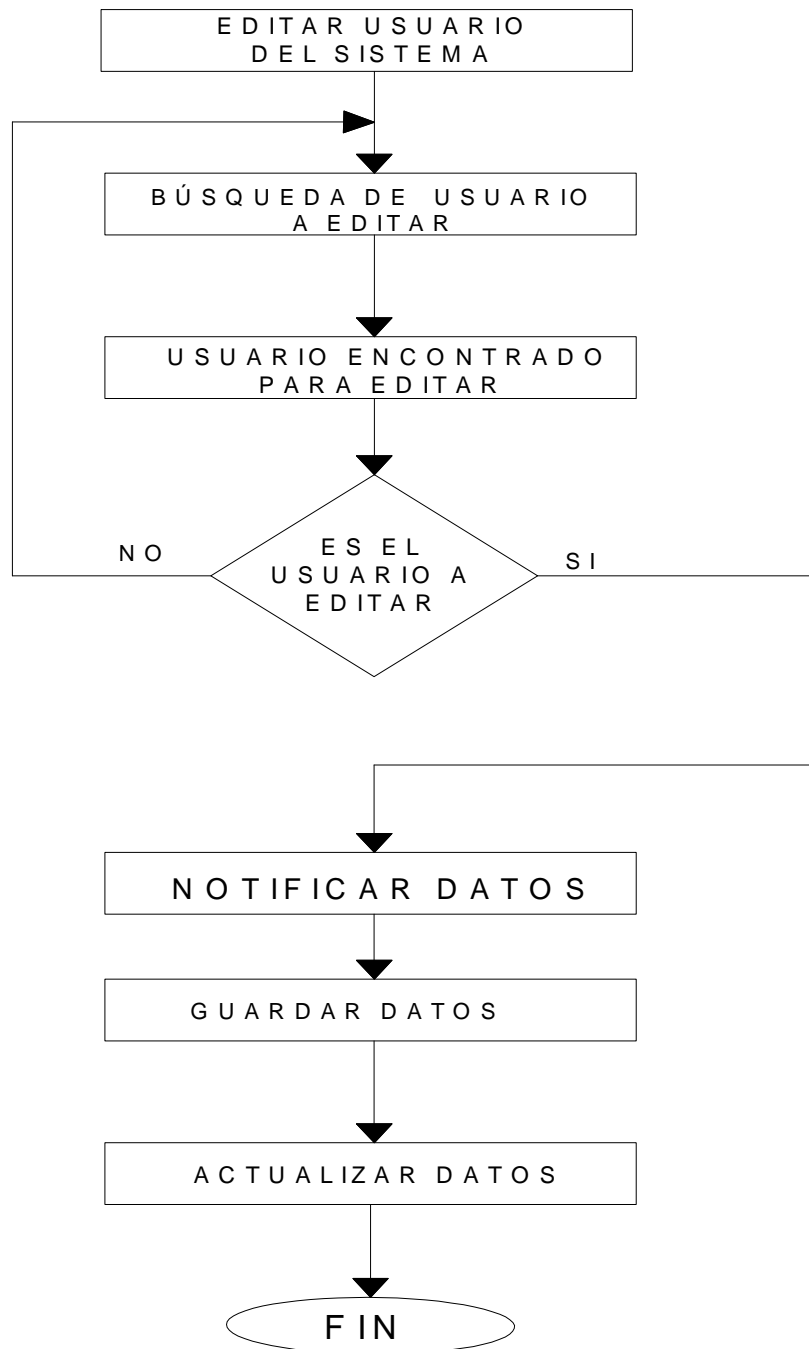 EDITAR USUARIO
DEL SISTEMA
BÚSQUEDA DE USUARIO
A EDITAR
USUARIO ENCONTRADO
PARA EDITAR
NO
ES EL
USUARIO A
EDITAR
SI
NOTIFICAR DATOS
GUARDAR DATOS
ACTUALIZAR DATOS
FIN